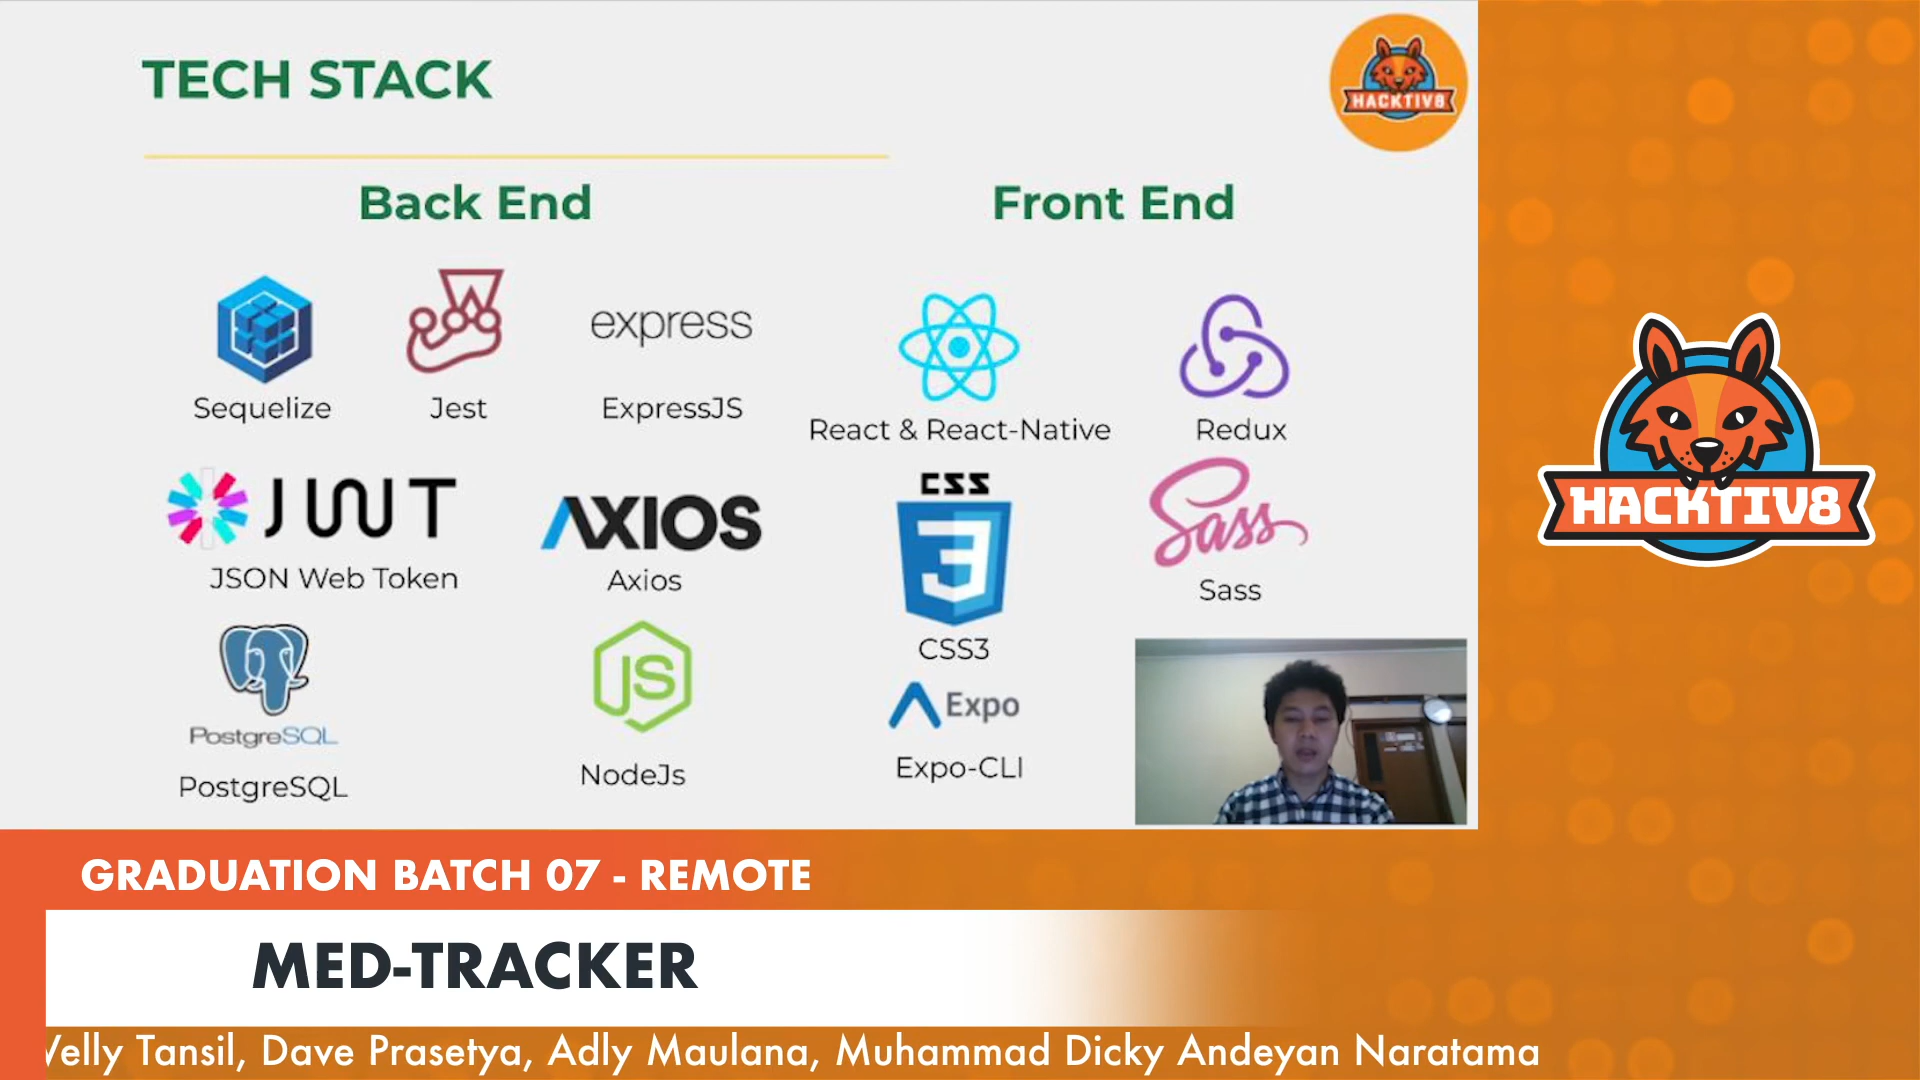 TECH STACK
HACKTIV8
Back End
Front End
express
Sequelize
Jest
ExpressJS
React & React-Native
Redux
JWT
AXIOS
CSS
3
Sass
JSON Web Token
Axios
Sass
CSS3
PostgreSQL
JS
Expo
PostgreSQL
NodeJs
Expo-CLI
HACKTIV8
GRADUATION BATCH 07 - REMOTE
MED-TRACKER
Tansil, Dave Prasetya, Adly Maulana, Muhammad Dicky Andeyan Naratama